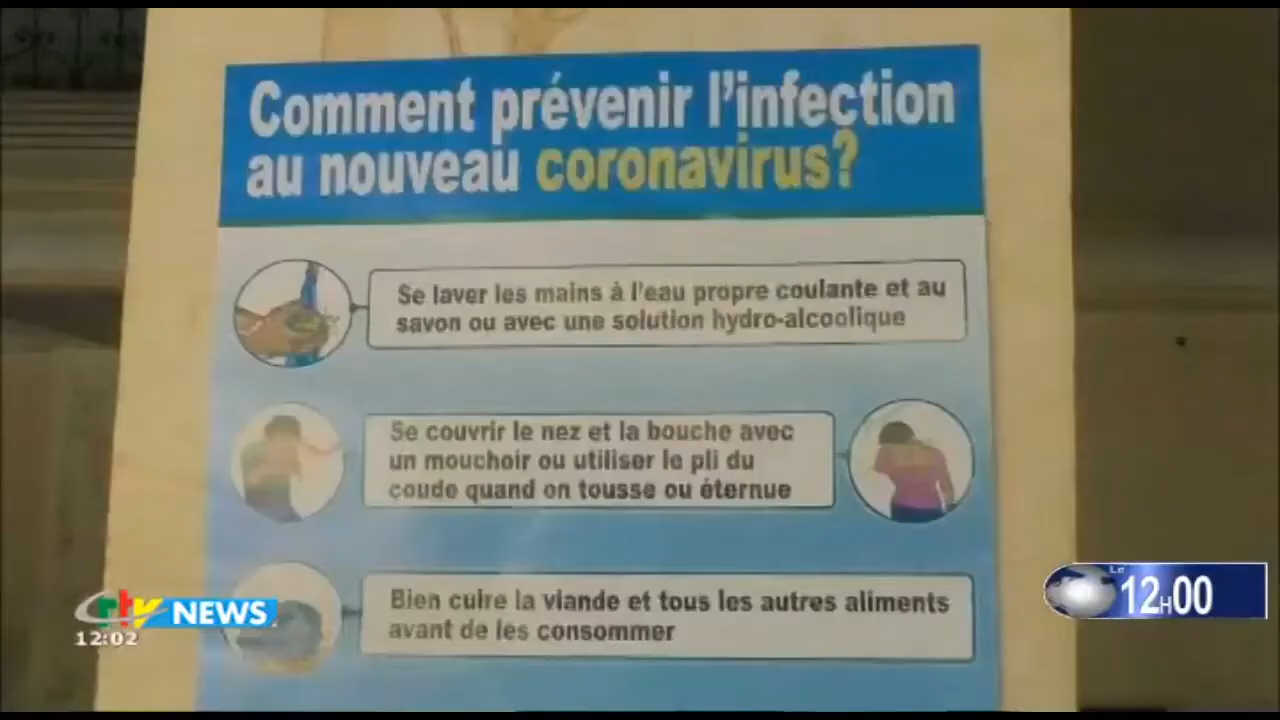 Comment prévenir l'infection
au nouveau coronavirus?
Se laver les mains à l'eau propre coulante et au
savon ou avec une solution hydro-alcoolique
Se couvrir le nez et la bouche avec
un mouchoir ou utiliser le pli du
coude quand on tousse ou éternue
Bien cuire la viande et tous les autres aliments
avant de les consommer
crtv NEWS
12:02
Le
12H00